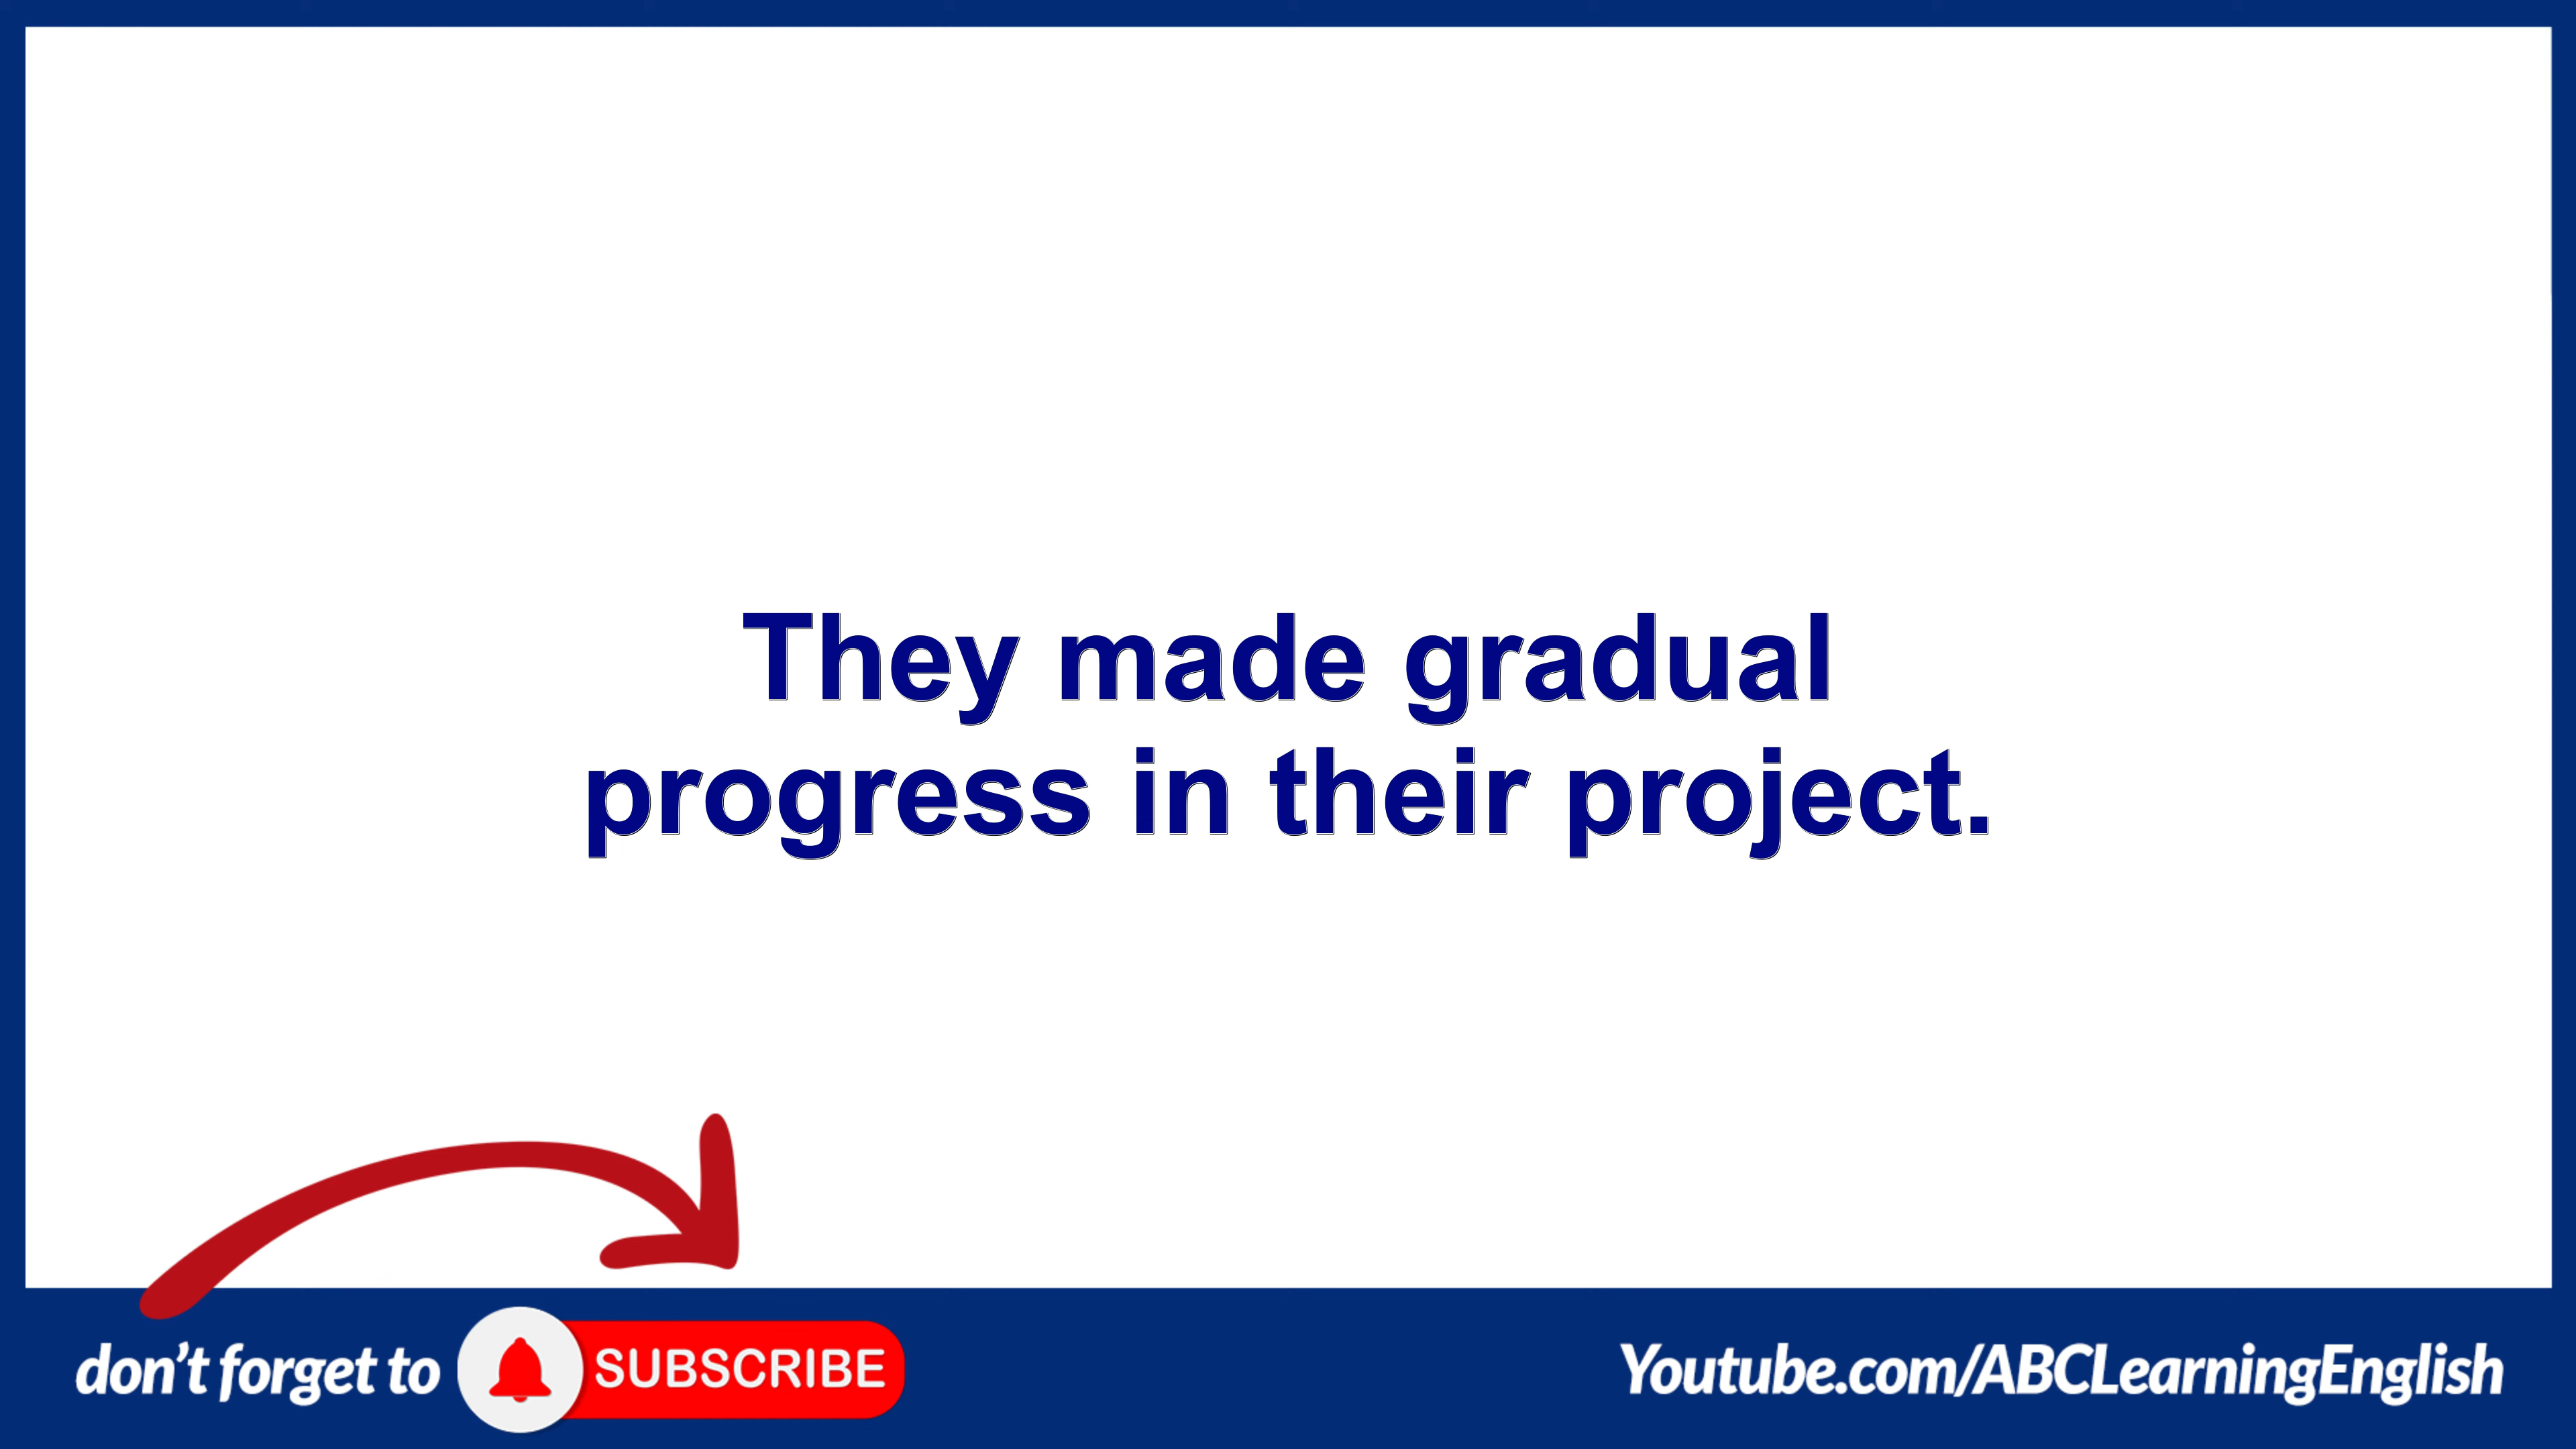 They made gradual
progress in their project.
don't forget to SUBSCRIBE
Youtube.com/ABCLearningEnglish